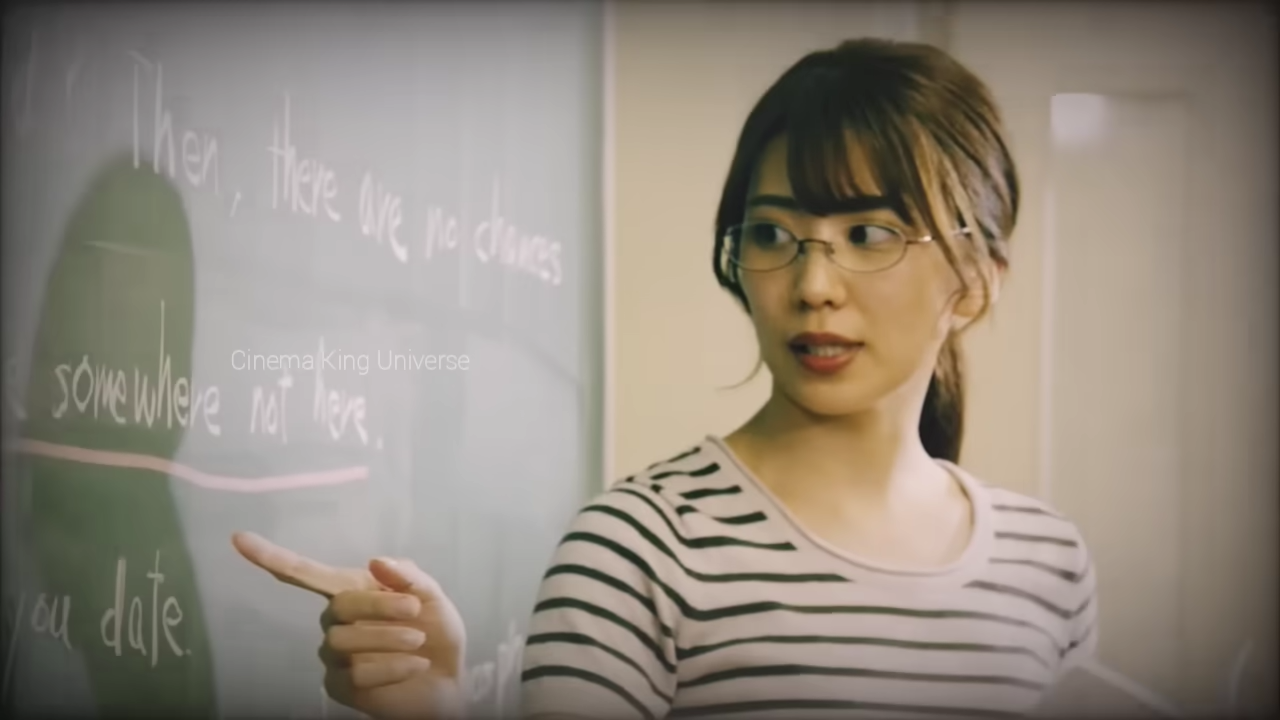 Then, there are no chances
somewhere not here.
Cinema King Universe
you date.